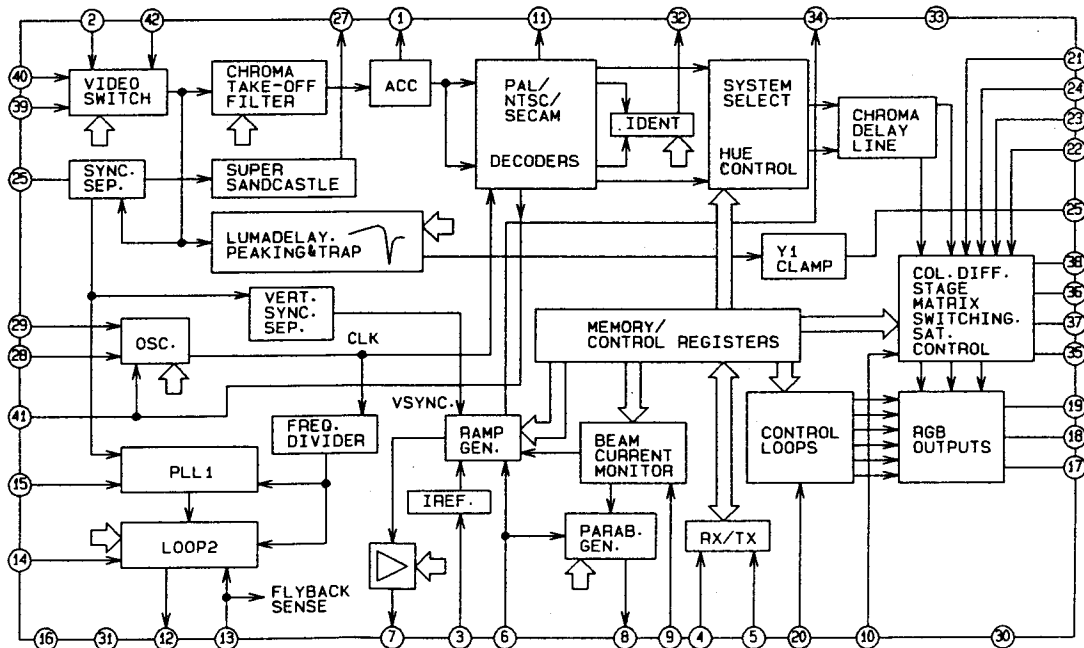 2
42
27
1
11
32
34
33
40
39
VIDEO
SWITCH
CHROMA
TAKE-OFF
FILTER
ACC
PAL/
NTSC/
SECAM
DECODERS
.IDENT
SYSTEM
SELECT
HUE
CONTROL
CHROMA
DELAY
LINE
21
24
23
22
25
SYNC.
SEP.
SUPER
SANDCASTLE
LUMADELAY.
PEAKING&TRAP
Y1
CLAMP
25
29
28
41
OSC.
VERT.
SYNC.
SEP.
CLK
MEMORY/
CONTROL REGISTERS
COL.DIFF.
STAGE
MATRIX
SWITCHING.
SAT.
CONTROL
38
36
37
35
VSYNC.
FREQ.
DIVIDER
RAMP
GEN.
BEAM
CURRENT
MONITOR
CONTROL
LOOPS
RGB
OUTPUTS
19
18
17
15
PLL1
IREF.
14
LOOP2
PARAB.
GEN.
RX/TX
FLYBACK
SENSE
16
31
12
13
7
3
6
8
9
4
5
20
10
30